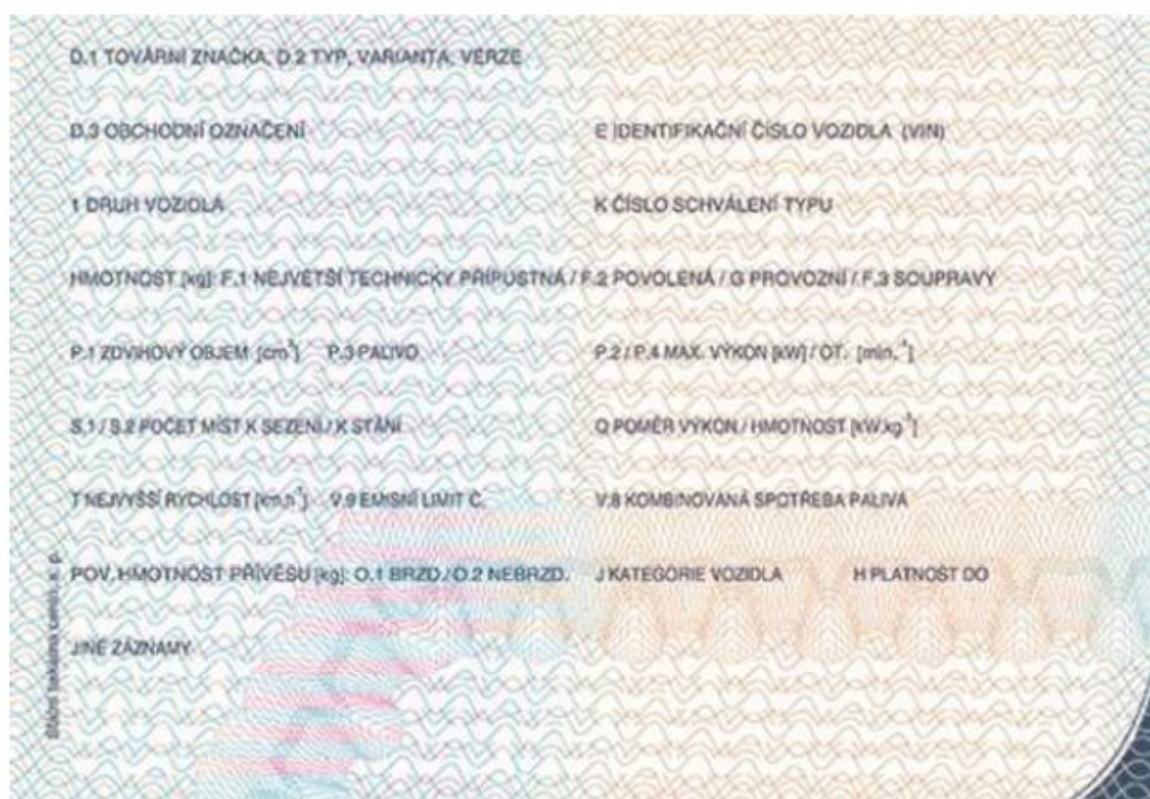 D.1 TOVÁRNÍ ZNAČKA, D.2 TYP, VARIANTA, VERZE
D.3 OBCHODNÍ OZNAČENÍ E IDENTIFIKAČNÍ ČÍSLO VOZIDLA (VIN)
1 DRUH VOZIDLA K ČÍSLO SCHVÁLENÍ TYPU
HMOTNOST [kg]: F.1 NEJVĚTŠÍ TECHNICKY PŘÍPUSTNÁ / F.2 POVOLENÁ / G PROVOZNÍ / F.3 SOUPRAVY
P.1 ZDVIHOVÝ OBJEM [cm³] P.3 PALIVO P.2 / P.4 MAX. VÝKON [kW] / OT. [min.⁻¹]
S.1 / S.2 POČET MÍST K SEZENÍ / K STÁNÍ Q POMĚR VÝKON / HMOTNOST [kW.kg⁻¹]
T NEJVYŠŠÍ RYCHLOST [km.h⁻¹] V.9 EMISNÍ LIMIT Č. V.8 KOMBINOVANÁ SPOTŘEBA PALIVA
POV. HMOTNOST PŘÍVĚSU [kg]: O.1 BRZD./ O.2 NEBRZD. J KATEGORIE VOZIDLA H PLATNOST DO
JINÉ ZÁZNAMY
Státní tiskárna cenin, s. p.